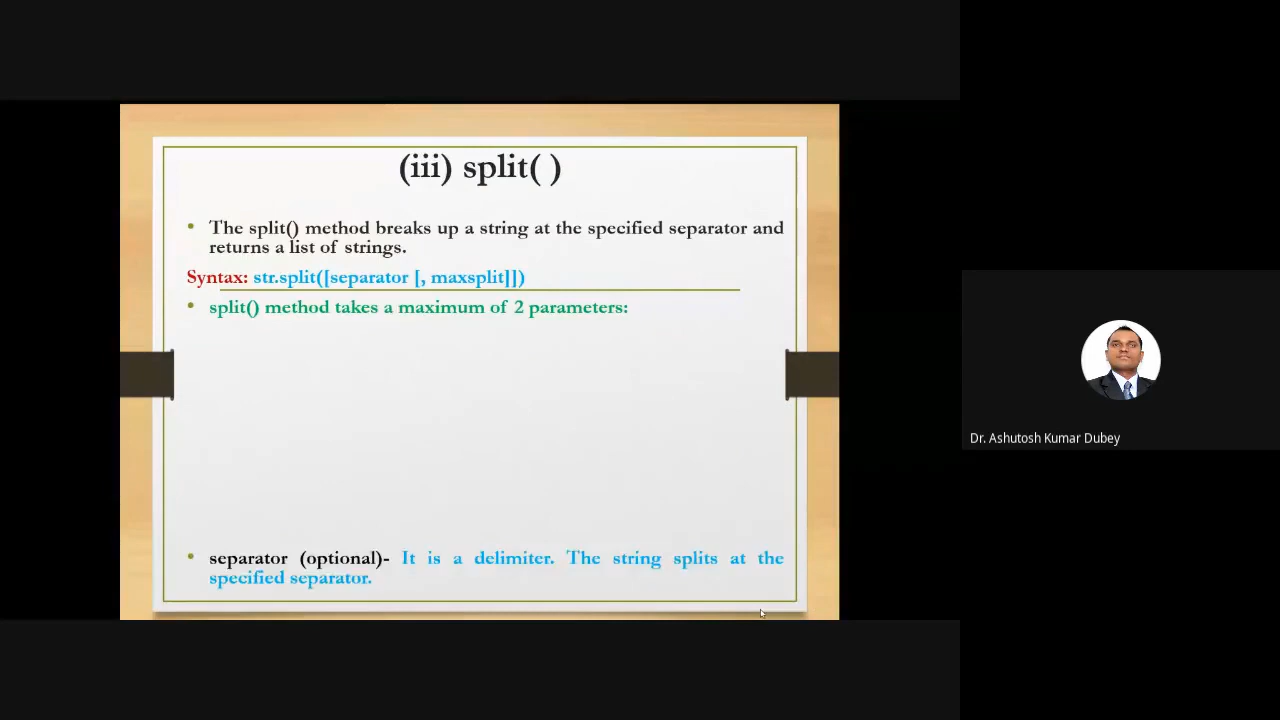 (iii) split( )
• The split() method breaks up a string at the specified separator and
returns a list of strings.
Syntax: str.split([separator [, maxsplit]])
• split() method takes a maximum of 2 parameters:
• separator (optional)- It is a delimiter. The string splits at the
specified separator.
Dr. Ashutosh Kumar Dubey